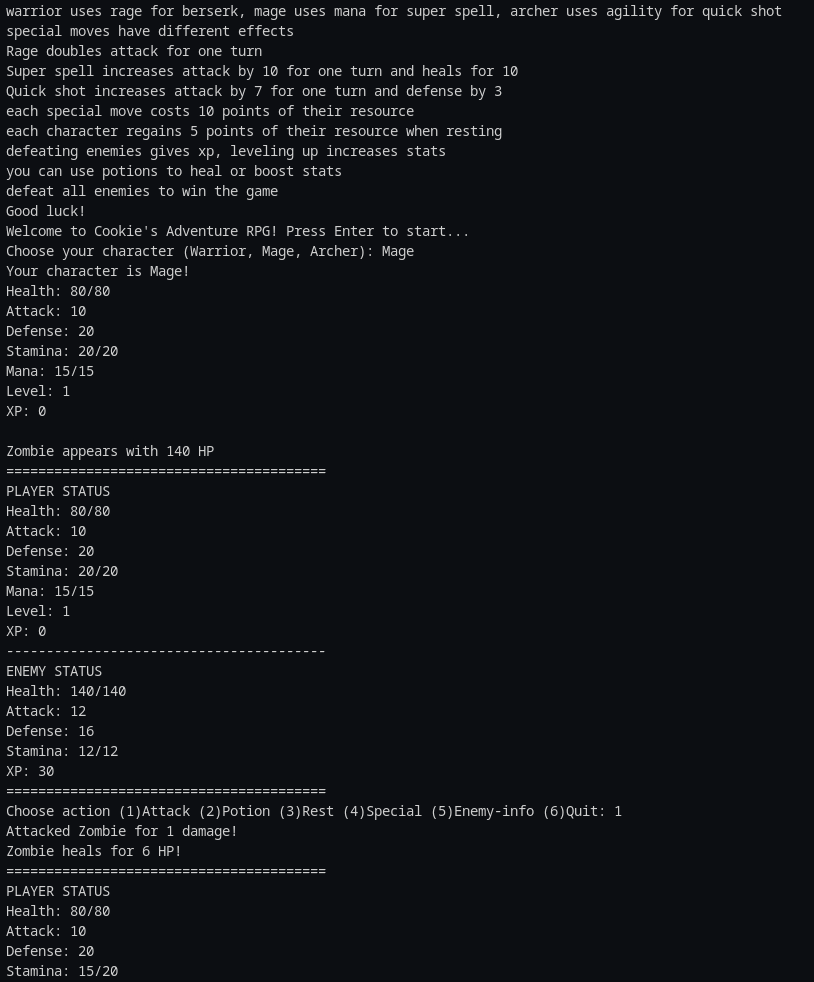 warrior uses rage for berserk, mage uses mana for super spell, archer uses agility for quick shot
special moves have different effects
Rage doubles attack for one turn
Super spell increases attack by 10 for one turn and heals for 10
Quick shot increases attack by 7 for one turn and defense by 3
each special move costs 10 points of their resource
each character regains 5 points of their resource when resting
defeating enemies gives xp, leveling up increases stats
you can use potions to heal or boost stats
defeat all enemies to win the game
Good luck!
Welcome to Cookie's Adventure RPG! Press Enter to start...
Choose your character (Warrior, Mage, Archer): Mage
Your character is Mage!
Health: 80/80
Attack: 10
Defense: 20
Stamina: 20/20
Mana: 15/15
Level: 1
XP: 0

Zombie appears with 140 HP
========================================
PLAYER STATUS
Health: 80/80
Attack: 10
Defense: 20
Stamina: 20/20
Mana: 15/15
Level: 1
XP: 0
----------------------------------------
ENEMY STATUS
Health: 140/140
Attack: 12
Defense: 16
Stamina: 12/12
XP: 30
========================================
Choose action (1)Attack (2)Potion (3)Rest (4)Special (5)Enemy-info (6)Quit: 1
Attacked Zombie for 1 damage!
Zombie heals for 6 HP!
========================================
PLAYER STATUS
Health: 80/80
Attack: 10
Defense: 20
Stamina: 15/20